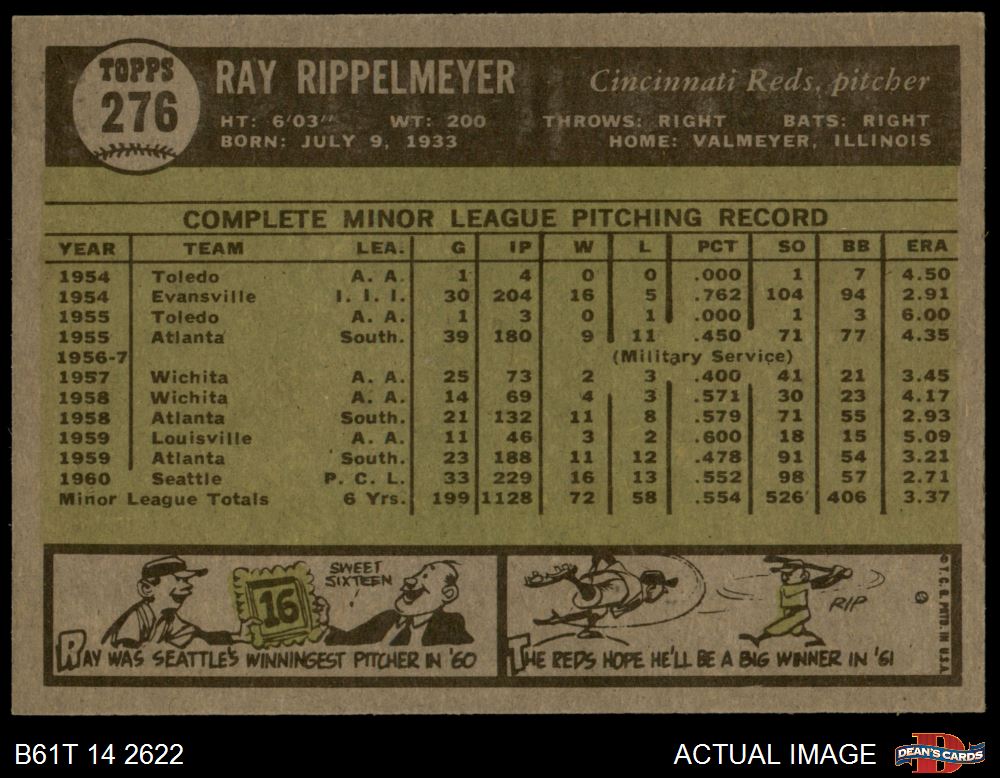 TOPPS
276
RAY RIPPELMEYER
Cincinnati Reds, pitcher
HT: 6'03" WT: 200 THROWS: RIGHT BATS: RIGHT
BORN: JULY 9, 1933 HOME: VALMEYER, ILLINOIS
COMPLETE MINOR LEAGUE PITCHING RECORD
YEAR TEAM LEA. G IP W L PCT SO BB ERA
1954 Toledo A. A. 1 4 0 0 .000 1 7 4.50
1954 Evansville I. I. I. 30 204 16 5 .762 104 94 2.91
1955 Toledo A. A. 1 3 0 1 .000 1 3 6.00
1955 Atlanta South. 39 180 9 11 .450 71 77 4.35
1956-7 (Military Service)
1957 Wichita A. A. 25 73 2 3 .400 41 21 3.45
1958 Wichita A. A. 14 69 4 3 .571 30 23 4.17
1958 Atlanta South. 21 132 11 8 .579 71 55 2.93
1959 Louisville A. A. 11 46 3 2 .600 18 15 5.09
1959 Atlanta South. 23 188 11 12 .478 91 54 3.21
1960 Seattle P. C. L. 33 229 16 13 .552 98 57 2.71
Minor League Totals 6 Yrs. 199 1128 72 58 .554 526 406 3.37
SWEET
SIXTEEN
16
RAY WAS SEATTLE'S WINNINGEST PITCHER IN '60
RIP
THE REDS HOPE HE'LL BE A BIG WINNER IN '61
© T. C. G. PRTD. IN U.S.A.
B61T 14 2622
ACTUAL IMAGE
DEAN'S CARDS